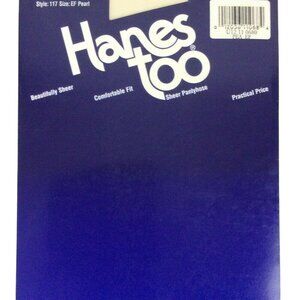 Style: 117 Size: EF Pearl
Hanes
too
®
Beautifully Sheer
Comfortable Fit
Sheer Pantyhose
Practical Price